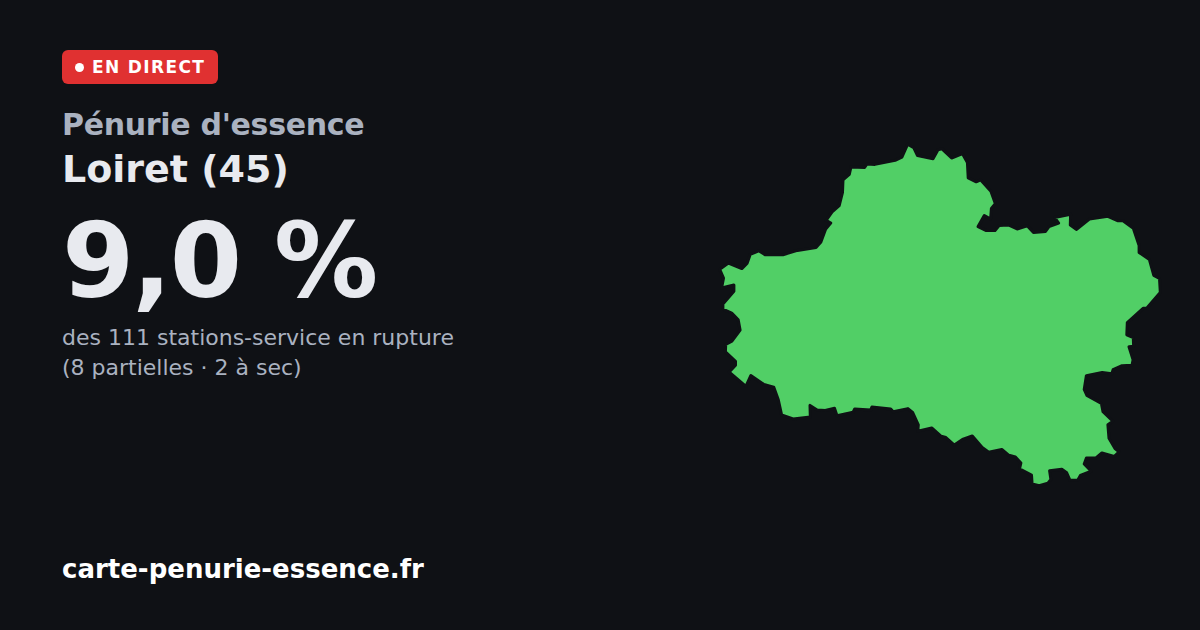 EN DIRECT
Pénurie d'essence
Loiret (45)
9,0 %
des 111 stations-service en rupture
(8 partielles · 2 à sec)
carte-penurie-essence.fr